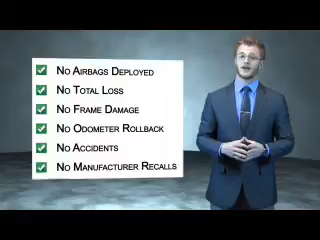 No Airbags Deployed
No Total Loss
No Frame Damage
No Odometer Rollback
No Accidents
No Manufacturer Recalls